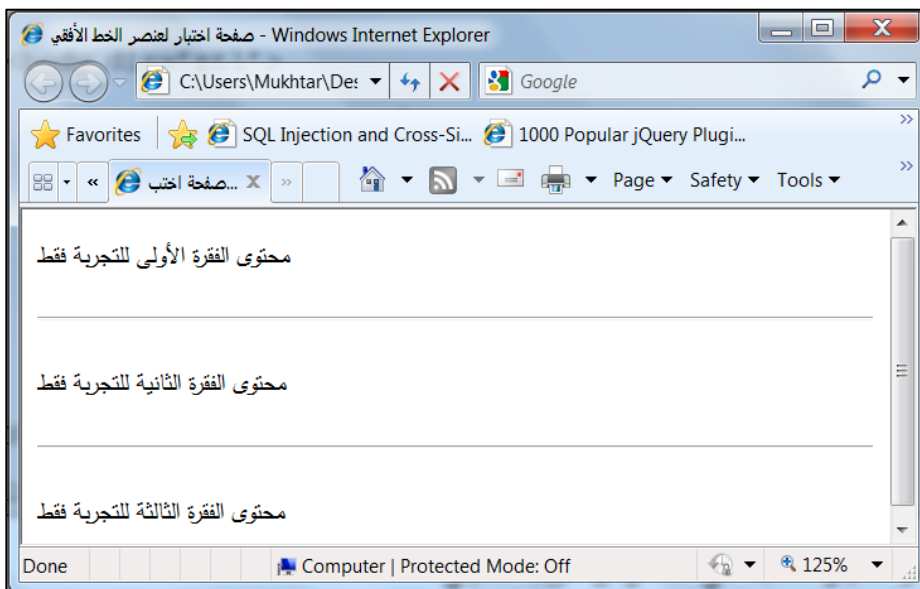 صفحة اختبار لعنصر الخط الأفقي - Windows Internet Explorer
C:\Users\Mukhtar\De: Google
Favorites SQL Injection and Cross-Si... 1000 Popular jQuery Plugi...
صفحة اختب... Page Safety Tools
محتوى الفقرة الأولى للتجربة فقط
محتوى الفقرة الثانية للتجربة فقط
محتوى الفقرة الثالثة للتجربة فقط
Done Computer | Protected Mode: Off 125%